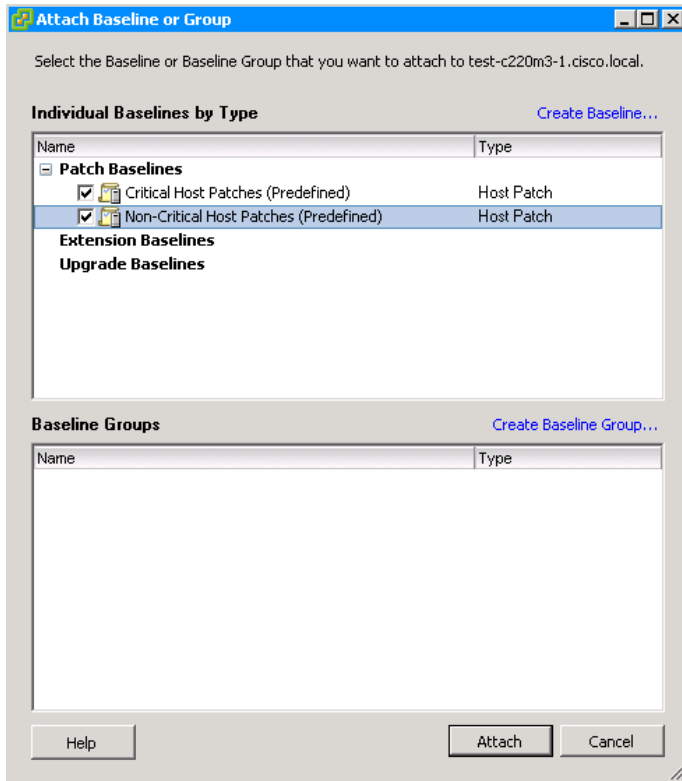 Attach Baseline or Group
Select the Baseline or Baseline Group that you want to attach to test-c220m3-1.cisco.local.
Individual Baselines by Type Create Baseline...
Name Type
Patch Baselines
Critical Host Patches (Predefined) Host Patch
Non-Critical Host Patches (Predefined) Host Patch
Extension Baselines
Upgrade Baselines
Baseline Groups Create Baseline Group...
Name Type
Help Attach Cancel